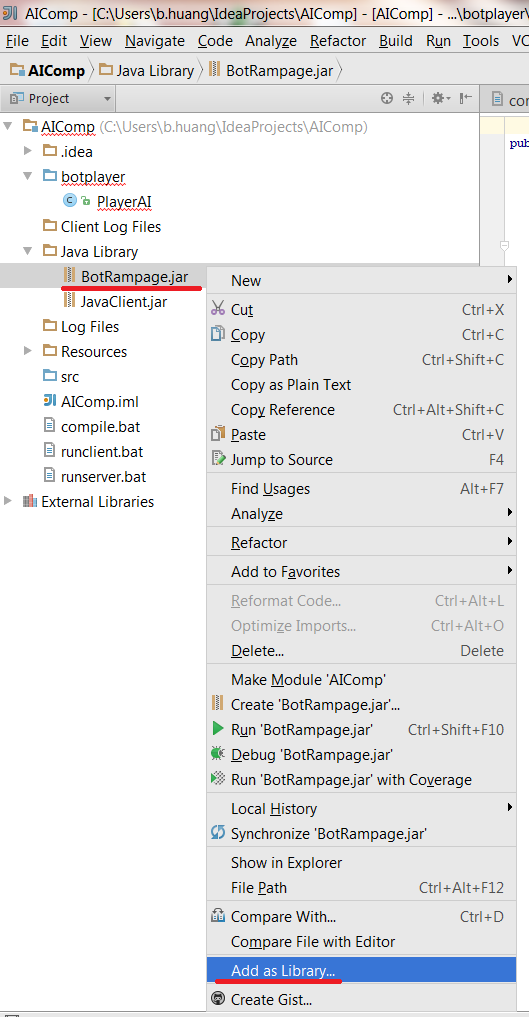 AIComp - [C:\Users\b.huang\IdeaProjects\AIComp] - [AIComp] - ...\botplayer\
File Edit View Navigate Code Analyze Refactor Build Run Tools VC
AIComp Java Library BotRampage.jar
Project
con
AIComp (C:\Users\b.huang\IdeaProjects\AIComp)
.idea
pub
botplayer
PlayerAI
Client Log Files
Java Library
BotRampage.jar
JavaClient.jar
Log Files
Resources
src
AIComp.iml
compile.bat
runclient.bat
runserver.bat
External Libraries
New
Cut Ctrl+X
Copy Ctrl+C
Copy Path Ctrl+Shift+C
Copy as Plain Text
Copy Reference Ctrl+Alt+Shift+C
Paste Ctrl+V
Jump to Source F4
Find Usages Alt+F7
Analyze
Refactor
Add to Favorites
Reformat Code... Ctrl+Alt+L
Optimize Imports... Ctrl+Alt+O
Delete... Delete
Make Module 'AIComp'
Create 'BotRampage.jar'...
Run 'BotRampage.jar' Ctrl+Shift+F10
Debug 'BotRampage.jar'
Run 'BotRampage.jar' with Coverage
Local History
Synchronize 'BotRampage.jar'
Show in Explorer
File Path Ctrl+Alt+F12
Compare With... Ctrl+D
Compare File with Editor
Add as Library...
Create Gist...